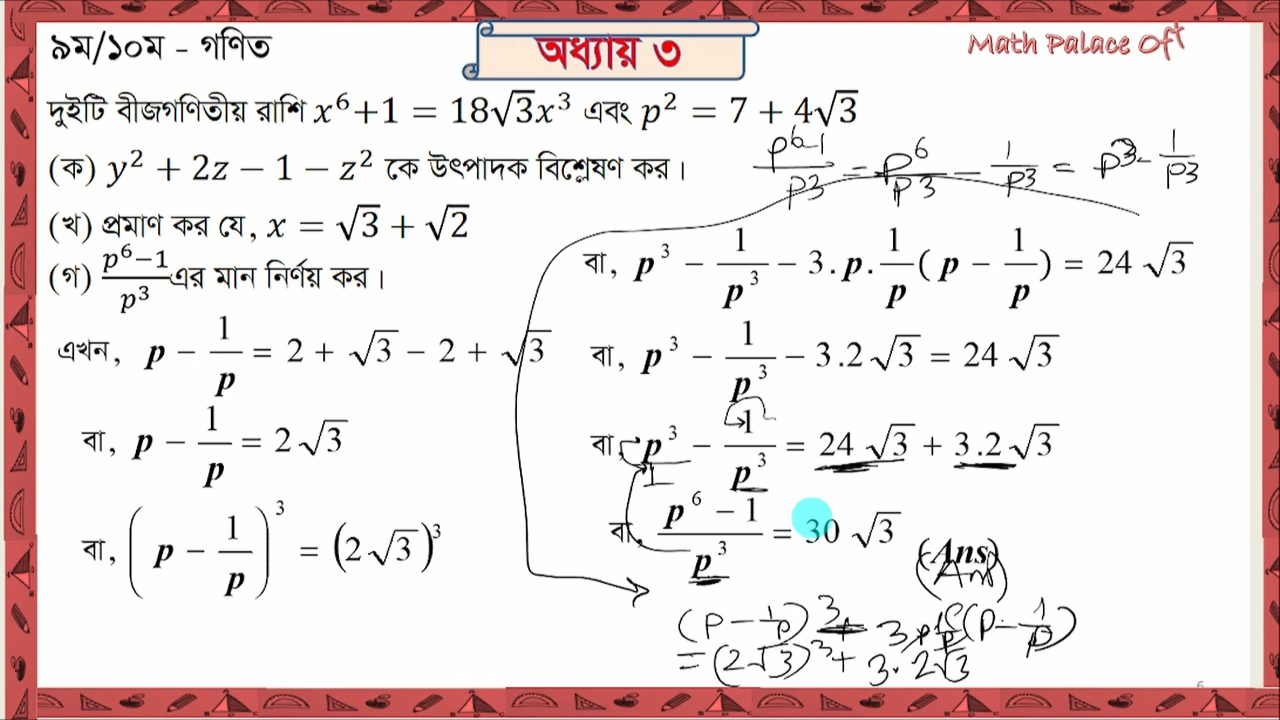 ৯ম/১০ম - গণিত
অধ্যায় ৩
Math Palace Oft
দুইটি বীজগণিতীয় রাশি x⁶+1 = 18√3x³ এবং p² = 7 + 4√3
(ক) y² + 2z − 1 − z² কে উৎপাদক বিশ্লেষণ কর।
(খ) প্রমাণ কর যে, x = √3 + √2
(গ) (p⁶−1)/p³ এর মান নির্ণয় কর।
এখন, p − 1/p = 2 + √3 − 2 + √3
বা, p − 1/p = 2√3
বা, (p − 1/p)³ = (2√3)³
(p⁶−1)/p³ = p⁶/p³ − 1/p³ = p³ − 1/p³
বা, p³ − 1/p³ − 3.p.1/p(p − 1/p) = 24√3
বা, p³ − 1/p³ − 3.2√3 = 24√3
বা, p³ − 1/p³ = 24√3 + 3.2√3
1
বা, (p⁶ − 1)/p³ = 30√3
(Ans)
(Ans)
(P − 1/p)³ + 3.p.1/p(p − 1/p)
= (2√3)³ + 3.2√3